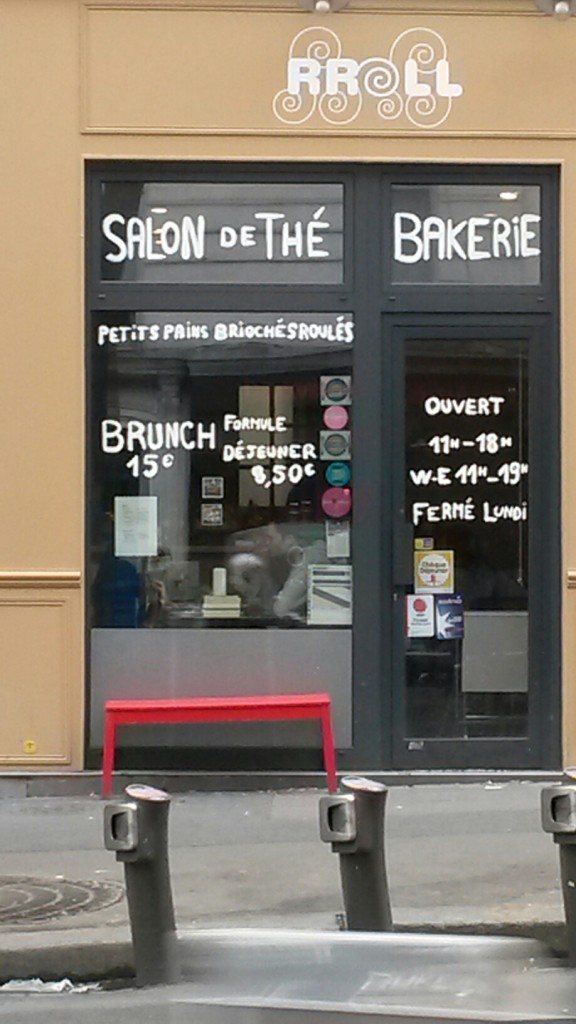 RROLL
SALON DE THÉ
BAKERIE
PETITS PAINS BRIOCHÉS ROULÉS
BRUNCH
15€
FORMULE
DÉJEUNER
8,50€
OUVERT
11H-18H
W-E 11H-19H
FERMÉ LUNDI
Chèque
Déjeuner